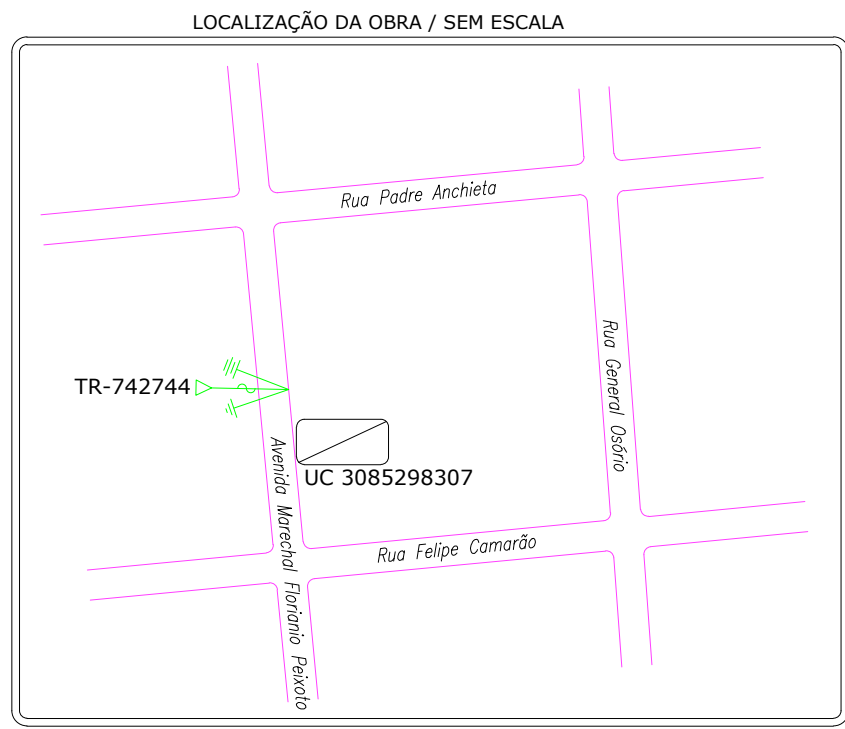 LOCALIZAÇÃO DA OBRA / SEM ESCALA
Rua Padre Anchieta
Rua General Osório
TR-742744
UC 3085298307
Avenida Marechal Florianio Peixoto
Rua Felipe Camarão